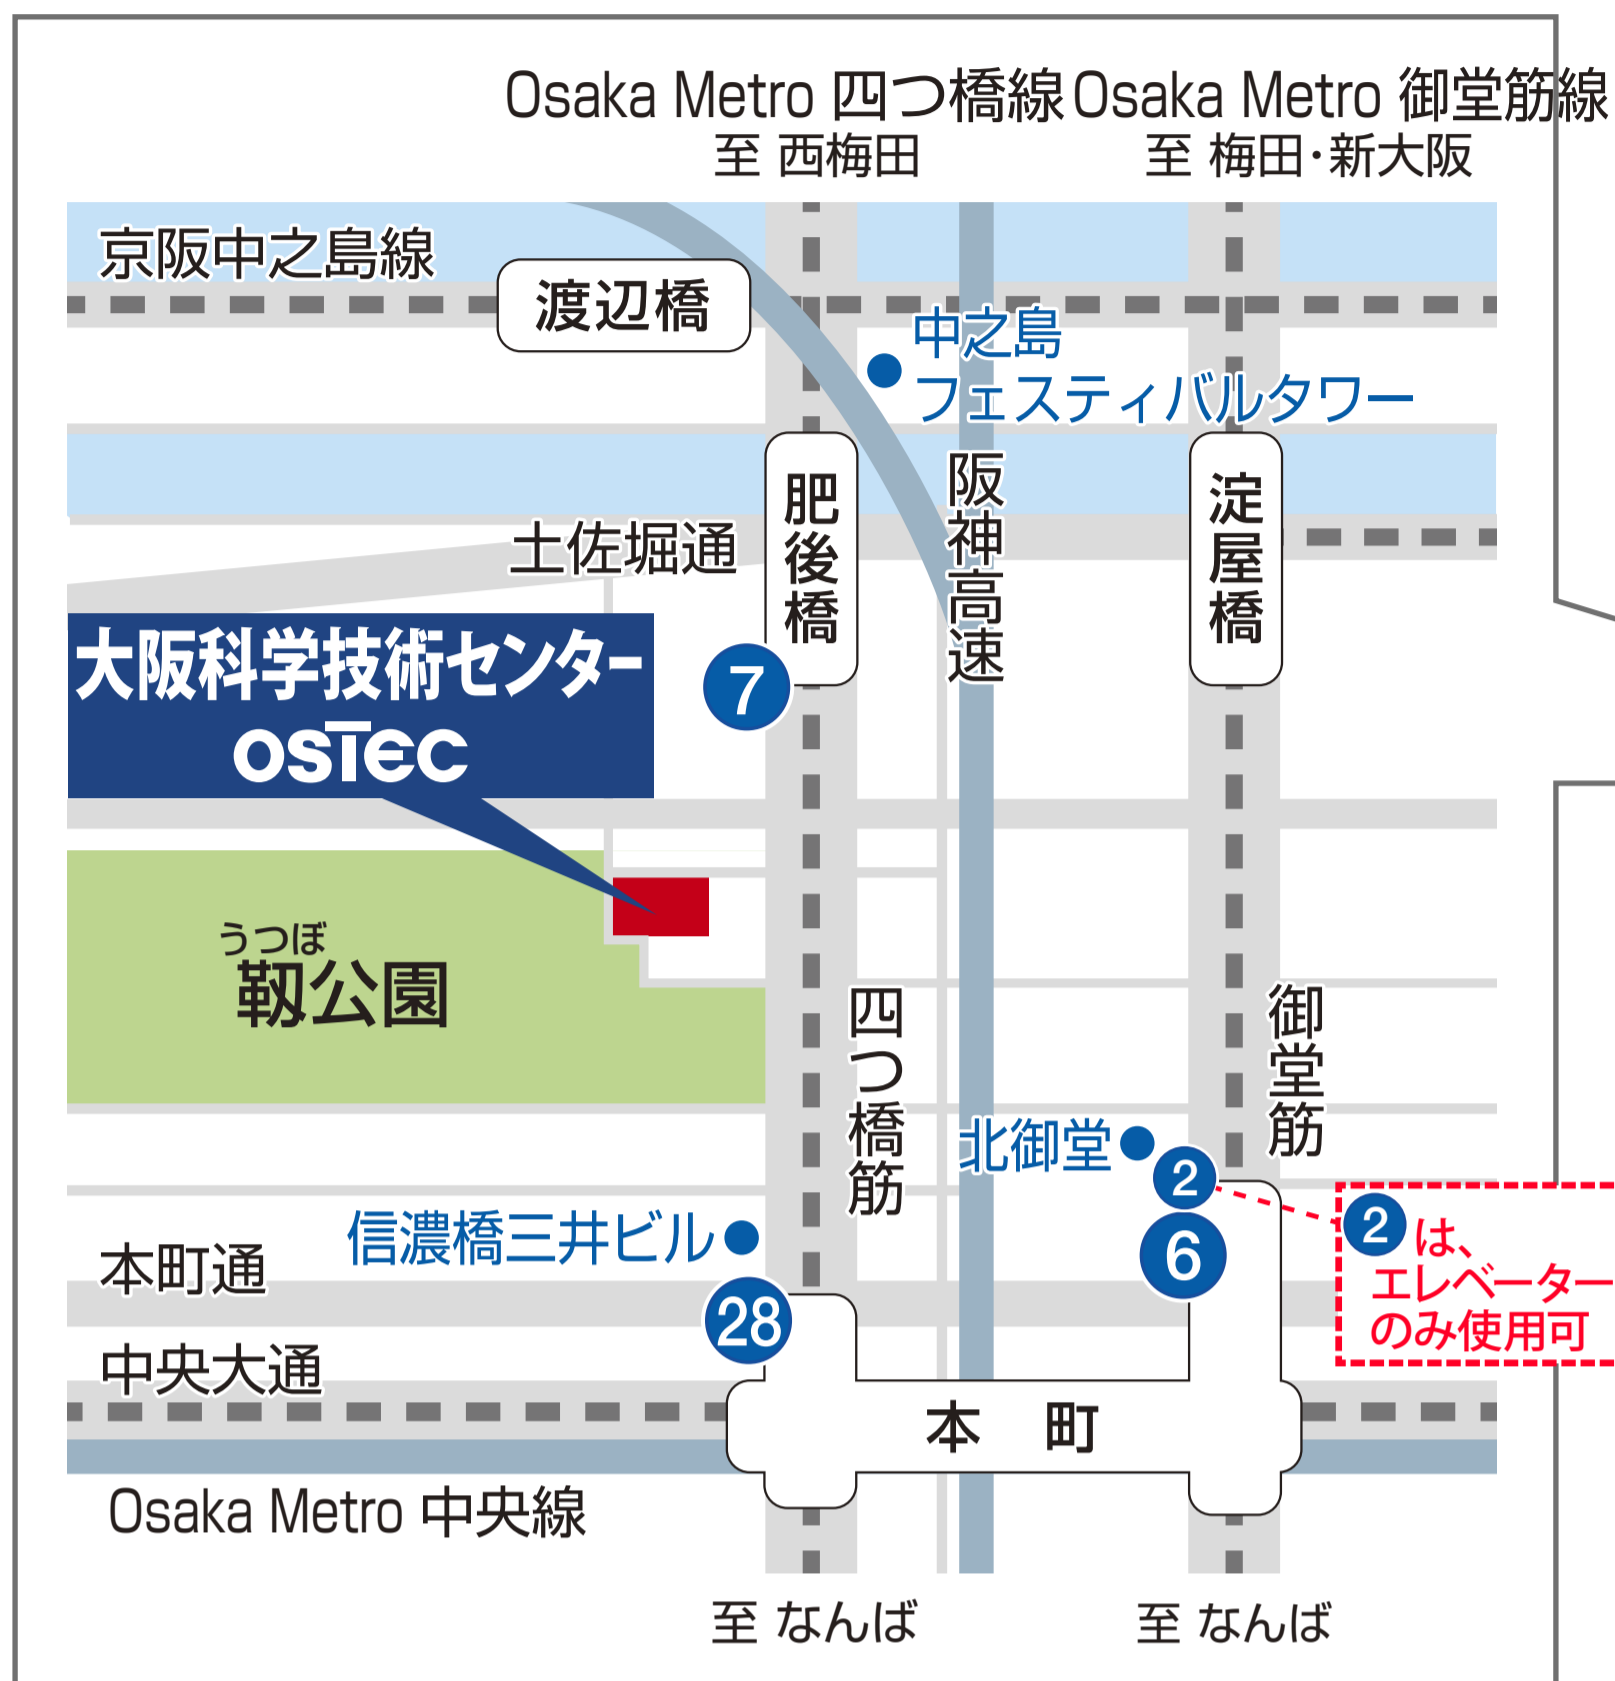 Osaka Metro 四つ橋線
至 西梅田
Osaka Metro 御堂筋線
至 梅田・新大阪
京阪中之島線
渡辺橋
中之島
フェスティバルタワー
肥後橋
阪神高速
淀屋橋
土佐堀通
大阪科学技術センター
OSTEC
7
うつぼ
靱公園
四つ橋筋
御堂筋
北御堂
2
6
2は、
エレベーター
のみ使用可
信濃橋三井ビル
本町通
28
中央大通
本町
Osaka Metro 中央線
至 なんば
至 なんば